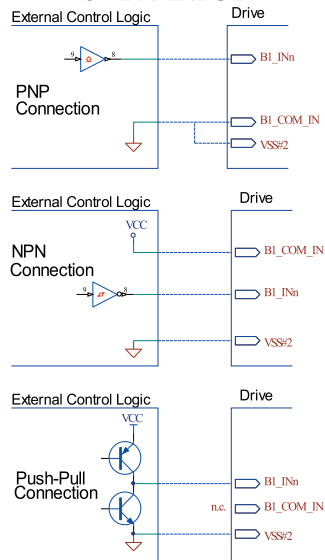 External Control Logic
Drive
9
8
B1_INn
PNP
Connection
B1_COM_IN
VSS#2
External Control Logic
Drive
VCC
B1_COM_IN
NPN
Connection
9
8
B1_INn
VSS#2
External Control Logic
Drive
VCC
Push-Pull
Connection
B1_INn
n.c.
B1_COM_IN
VSS#2